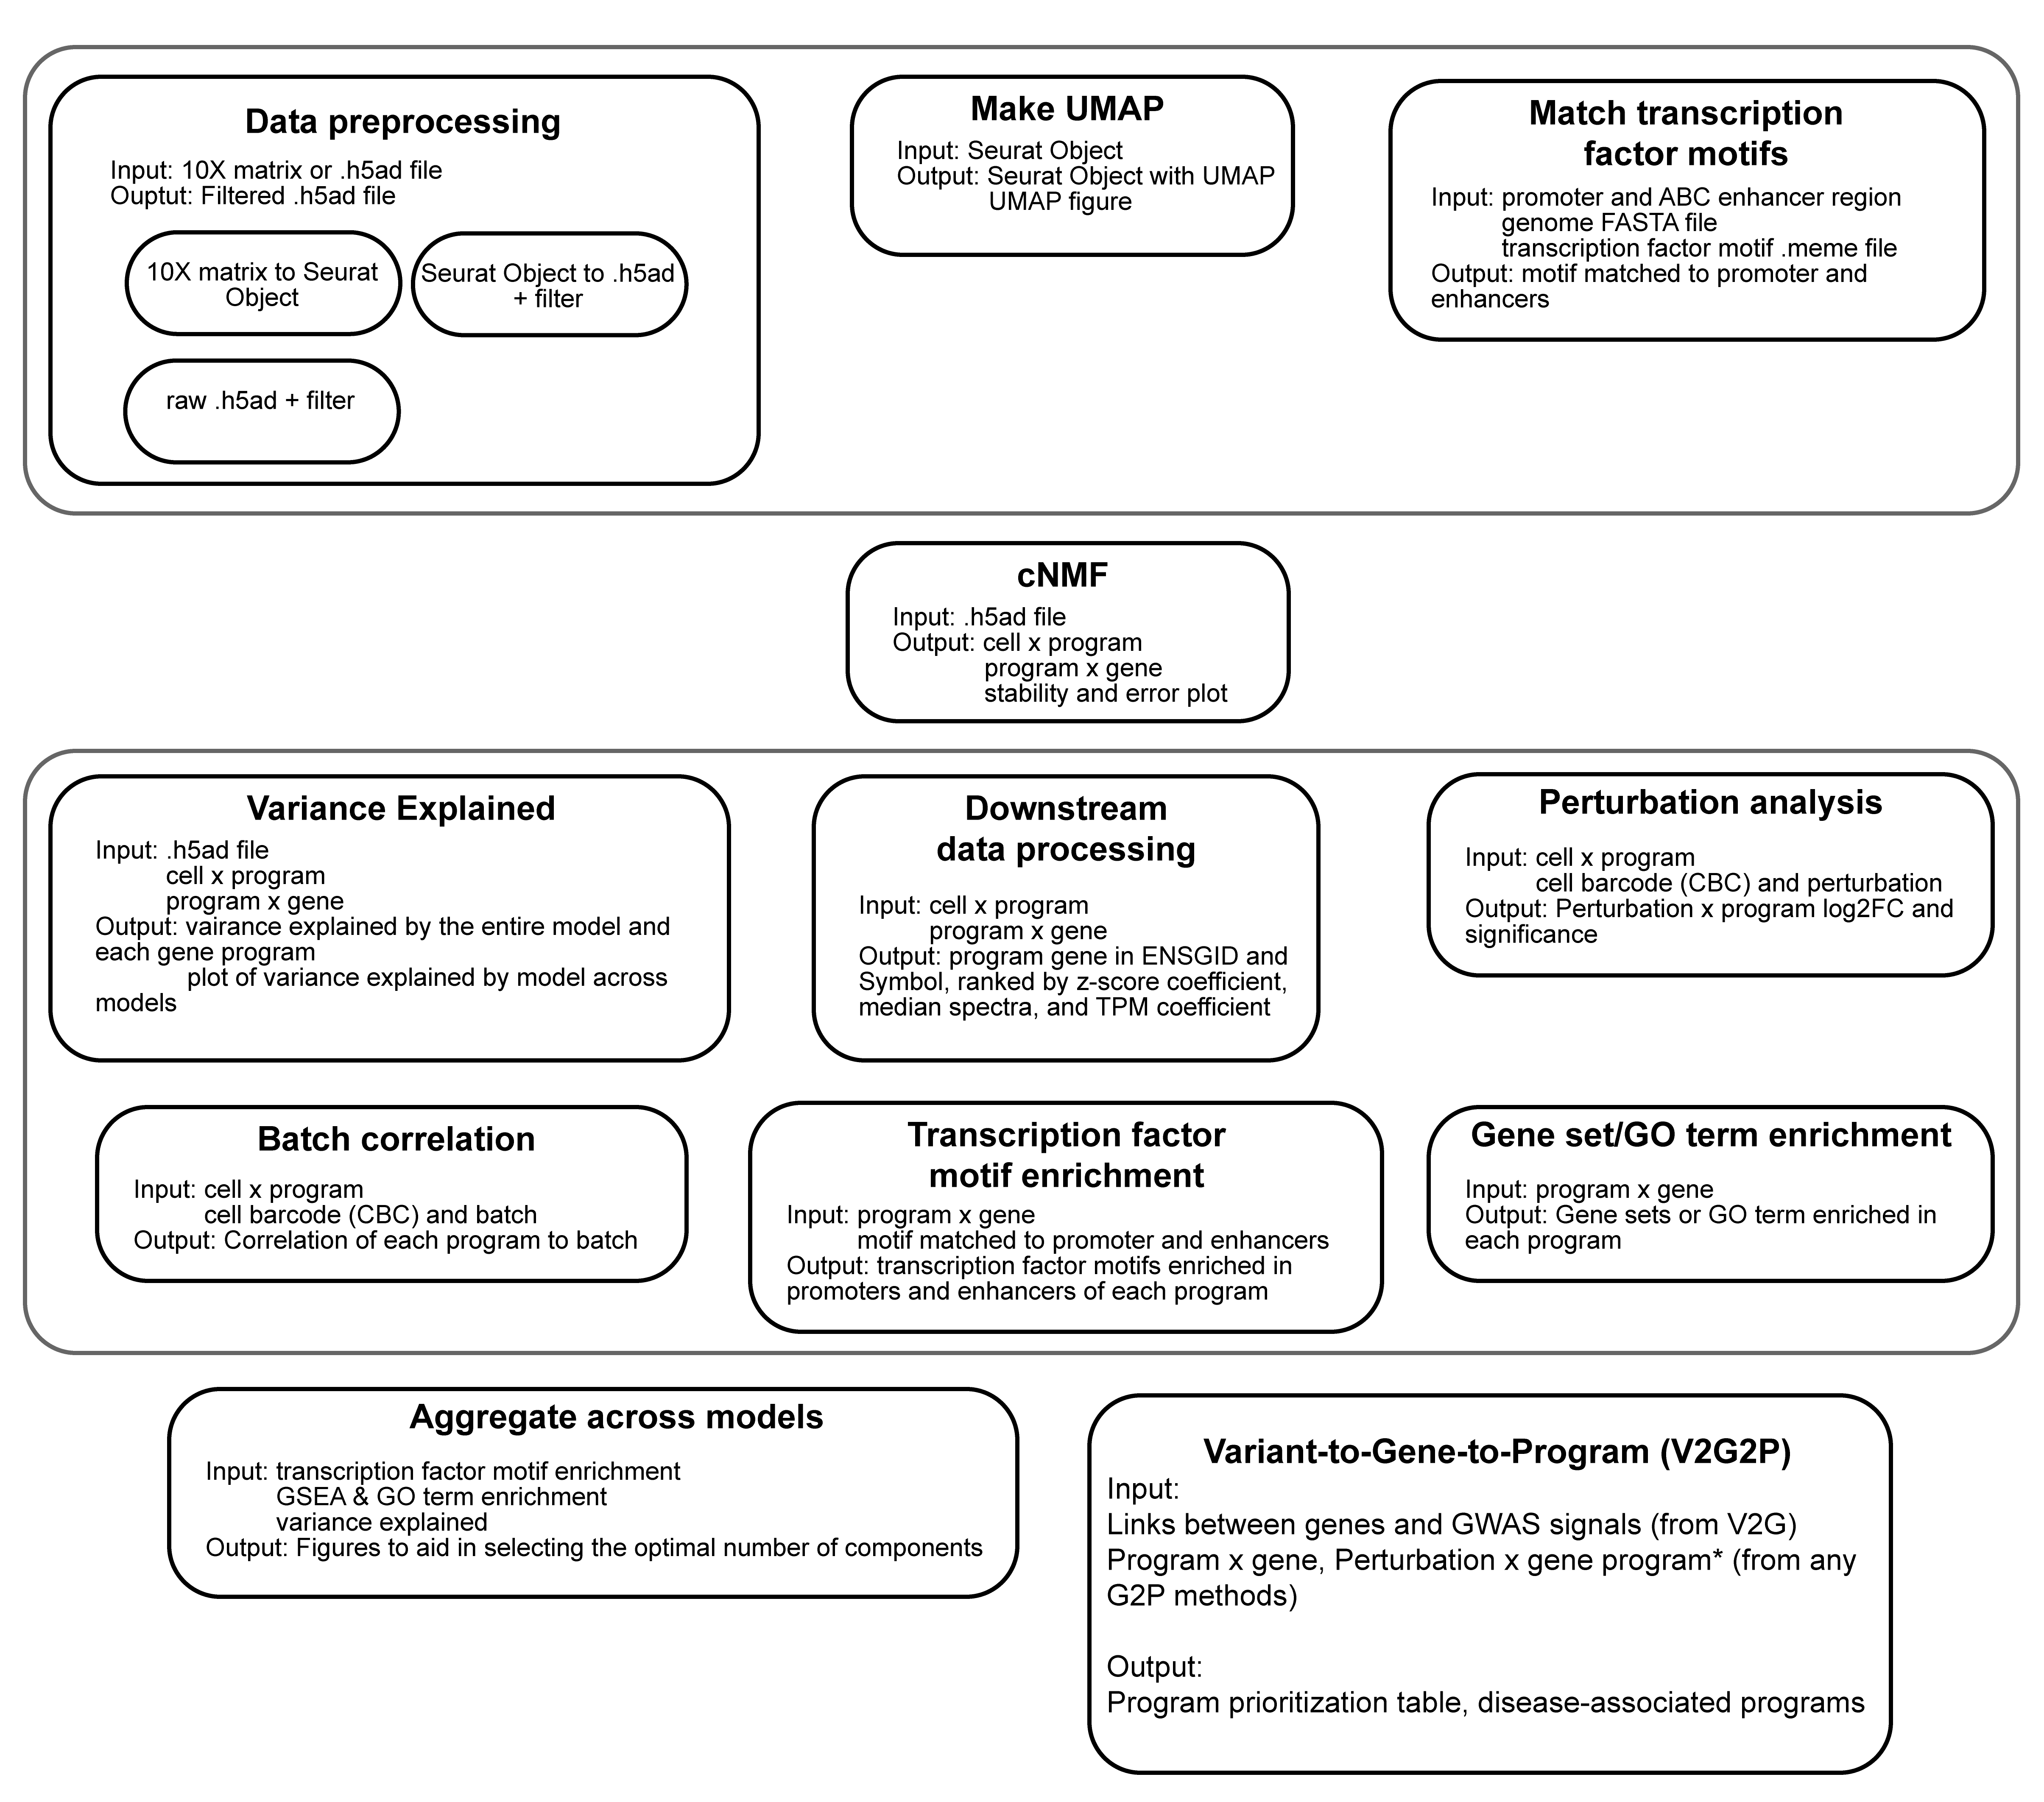 Data preprocessing
Input: 10X matrix or .h5ad file
Ouptut: Filtered .h5ad file
10X matrix to Seurat
Object
Seurat Object to .h5ad
+ filter
raw .h5ad + filter
Make UMAP
Input: Seurat Object
Output: Seurat Object with UMAP
UMAP figure
Match transcription
factor motifs
Input: promoter and ABC enhancer region
genome FASTA file
transcription factor motif .meme file
Output: motif matched to promoter and
enhancers
cNMF
Input: .h5ad file
Output: cell x program
program x gene
stability and error plot
Variance Explained
Input: .h5ad file
cell x program
program x gene
Output: vairance explained by the entire model and
each gene program
plot of variance explained by model across
models
Downstream
data processing
Input: cell x program
program x gene
Output: program gene in ENSGID and
Symbol, ranked by z-score coefficient,
median spectra, and TPM coefficient
Perturbation analysis
Input: cell x program
cell barcode (CBC) and perturbation
Output: Perturbation x program log2FC and
significance
Batch correlation
Input: cell x program
cell barcode (CBC) and batch
Output: Correlation of each program to batch
Transcription factor
motif enrichment
Input: program x gene
motif matched to promoter and enhancers
Output: transcription factor motifs enriched in
promoters and enhancers of each program
Gene set/GO term enrichment
Input: program x gene
Output: Gene sets or GO term enriched in
each program
Aggregate across models
Input: transcription factor motif enrichment
GSEA & GO term enrichment
variance explained
Output: Figures to aid in selecting the optimal number of components
Variant-to-Gene-to-Program (V2G2P)
Input:
Links between genes and GWAS signals (from V2G)
Program x gene, Perturbation x gene program* (from any
G2P methods)
Output:
Program prioritization table, disease-associated programs